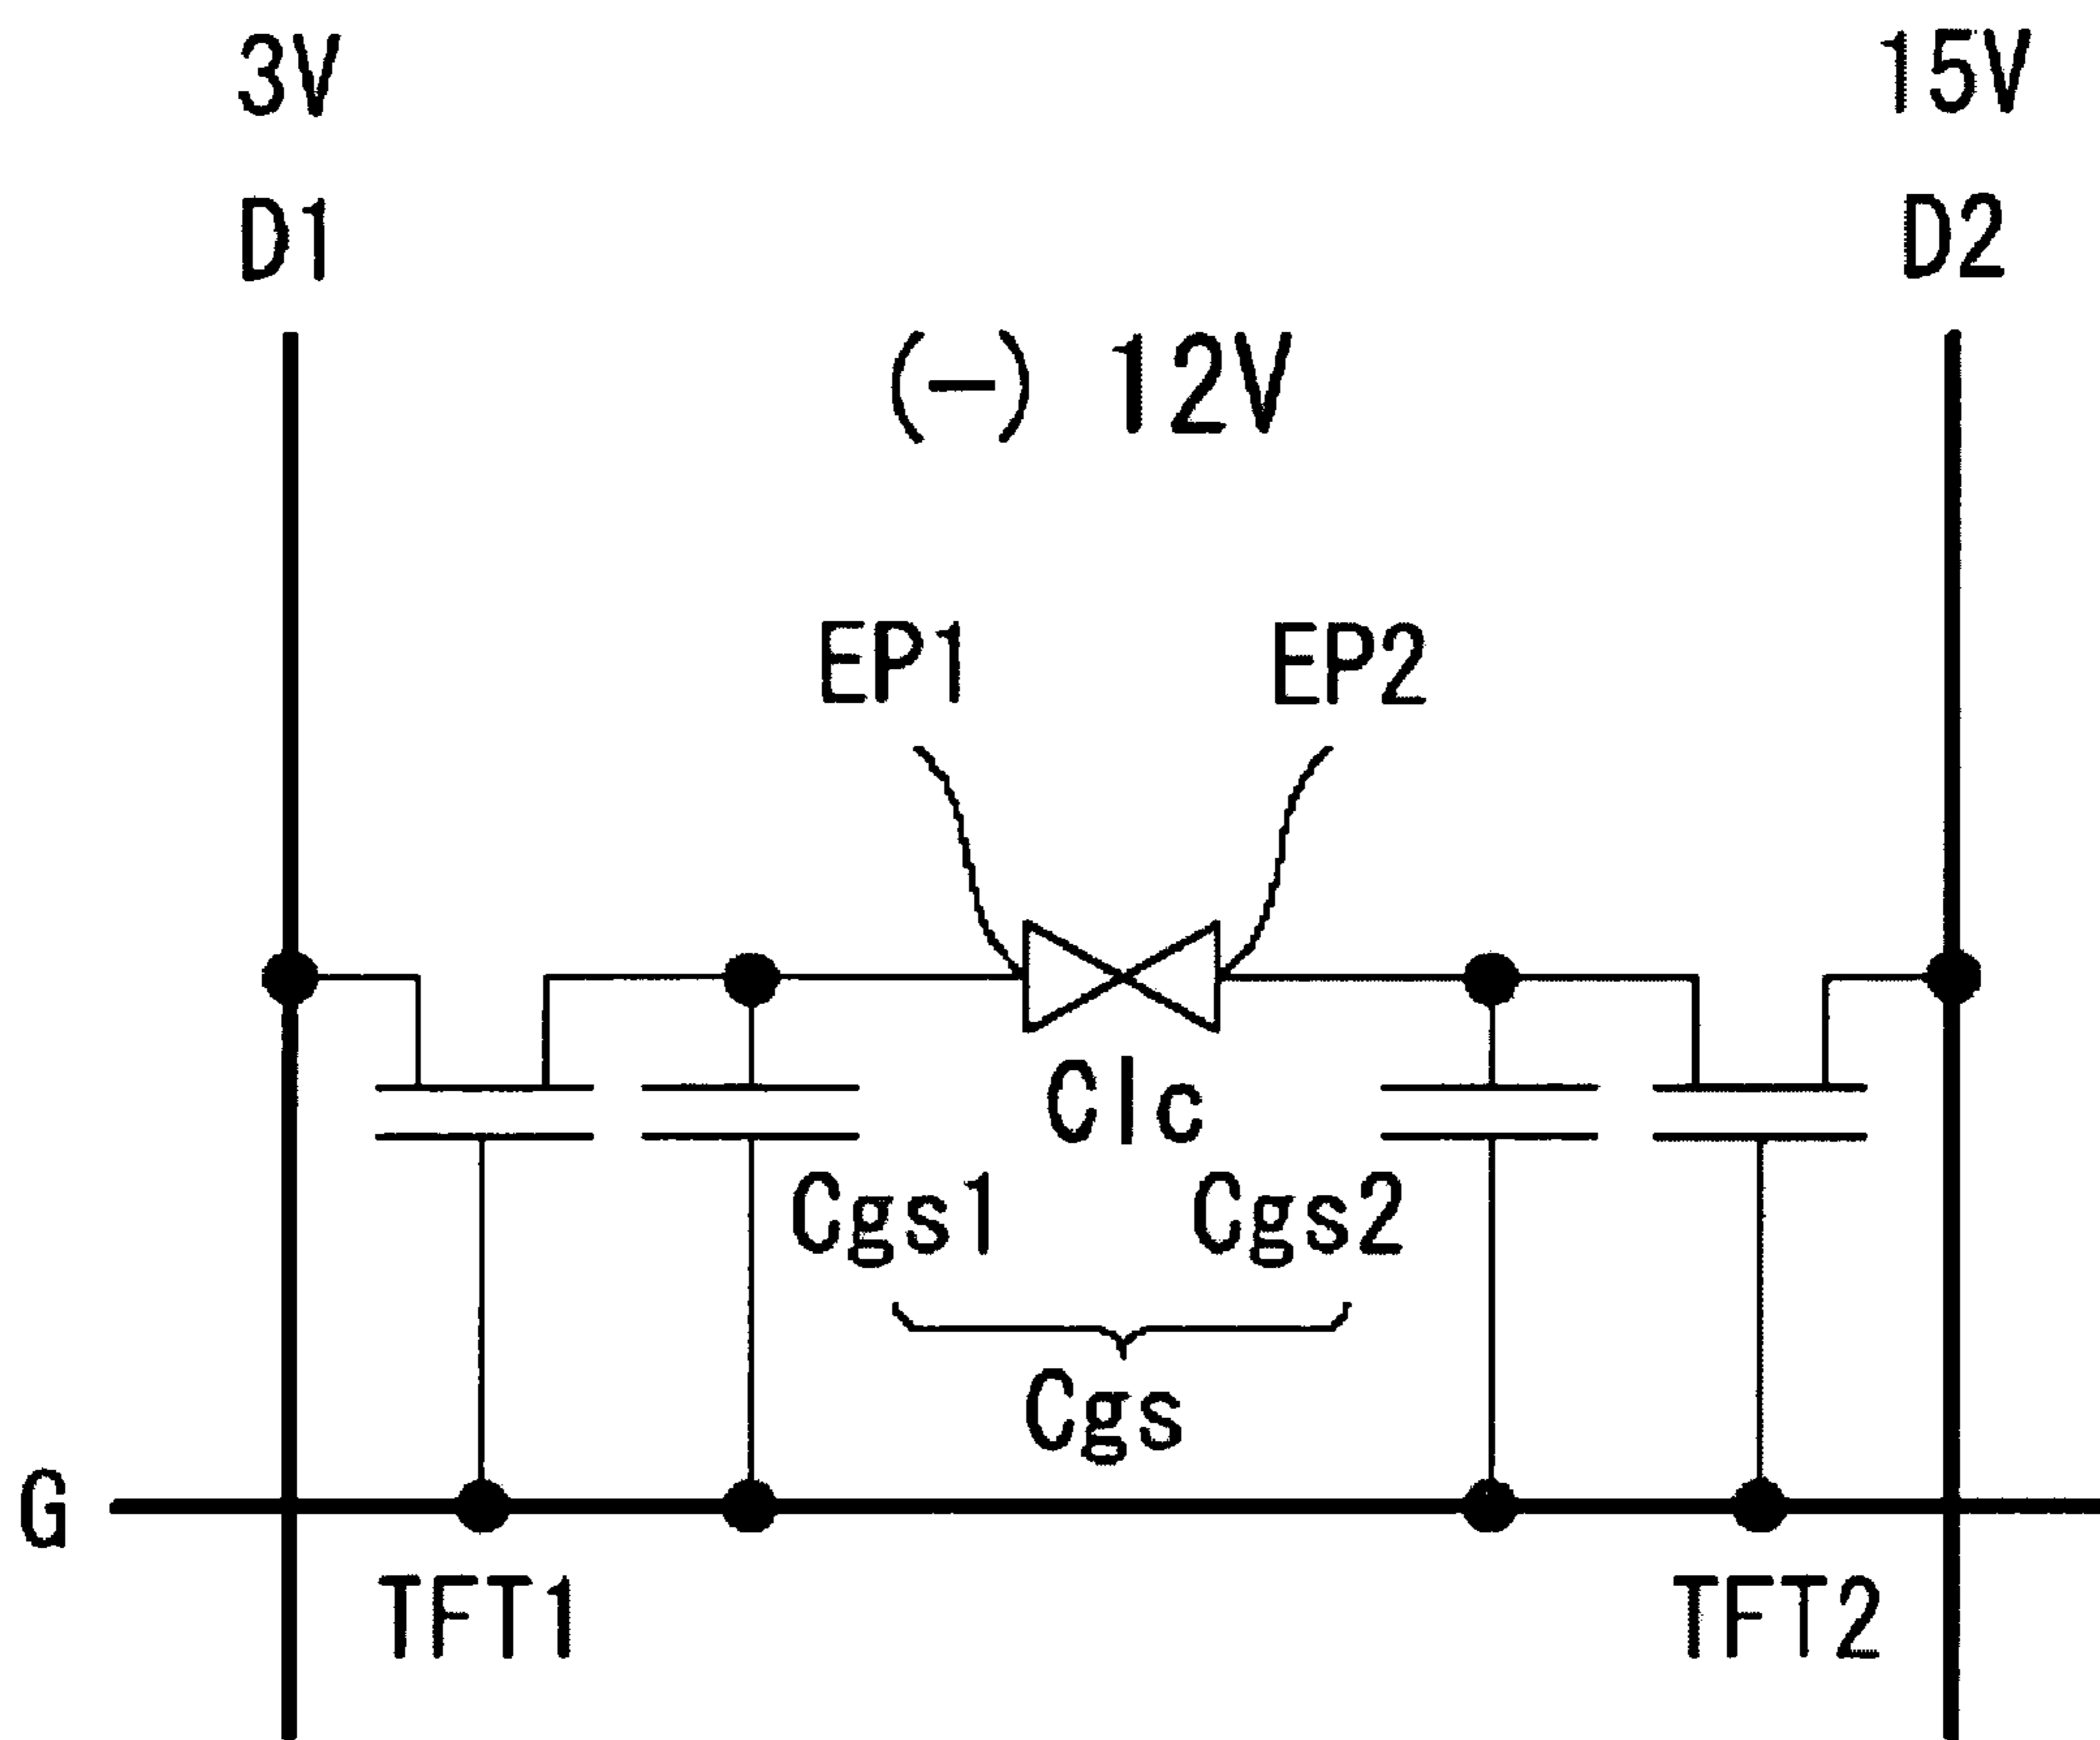 3V 15V
D1 D2
(−) 12V
EP1 EP2
Clc
Cgs1 Cgs2
Cgs
G
TFT1 TFT2